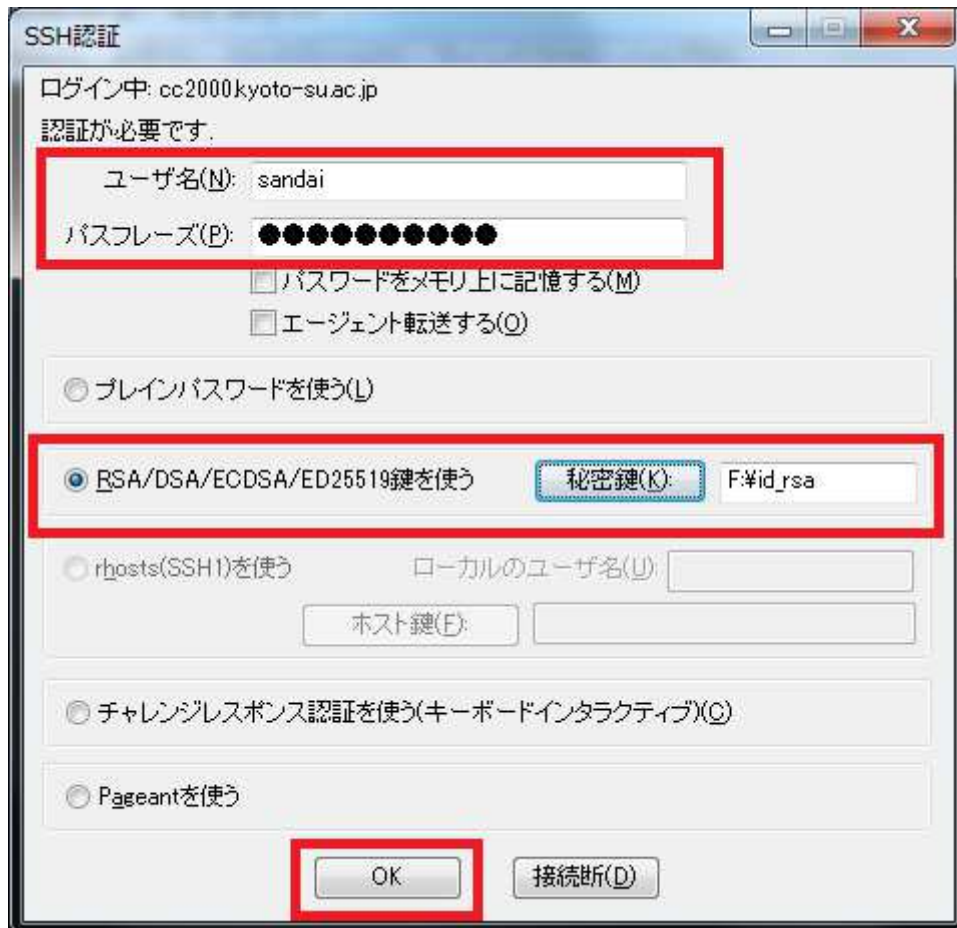 SSH認証
ログイン中: cc2000.kyoto-su.ac.jp
認証が必要です.
ユーザ名(N): sandai
パスフレーズ(P): ●●●●●●●●●●
パスワードをメモリ上に記憶する(M)
エージェント転送する(O)
プレインパスワードを使う(L)
RSA/DSA/ECDSA/ED25519鍵を使う 秘密鍵(K): F:¥id_rsa
rhosts(SSH1)を使う ローカルのユーザ名(U)
ホスト鍵(F):
チャレンジレスポンス認証を使う(キーボードインタラクティブ)(C)
Pageantを使う
OK 接続断(D)